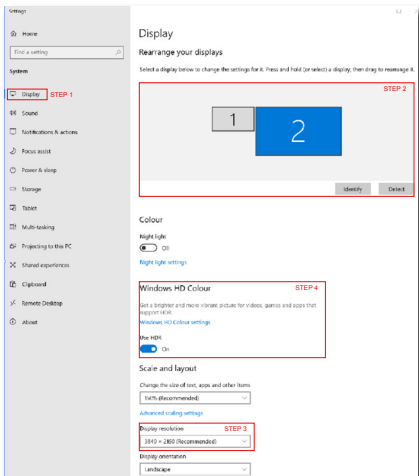 Settings
Home
Find a setting
System
Display STEP 1
Sound
Notifications & actions
Focus assist
Power & sleep
Storage
Tablet
Multi-tasking
Projecting to this PC
Shared experiences
Clipboard
Remote Desktop
About
Display
Rearrange your displays
Select a display below to change the settings for it. Press and hold (or select) a display, then drag to rearrange it.
STEP 2
1
2
Identify Detect
Colour
Night light
Off
Night light settings
Windows HD Colour STEP 4
Get a brighter and more vibrant picture for videos, games and apps that
support HDR.
Windows HD Colour settings
Use HDR
On
Scale and layout
Change the size of text, apps and other items
150% (Recommended)
Advanced scaling settings
Display resolution STEP 3
3840 × 2160 (Recommended)
Display orientation
Landscape